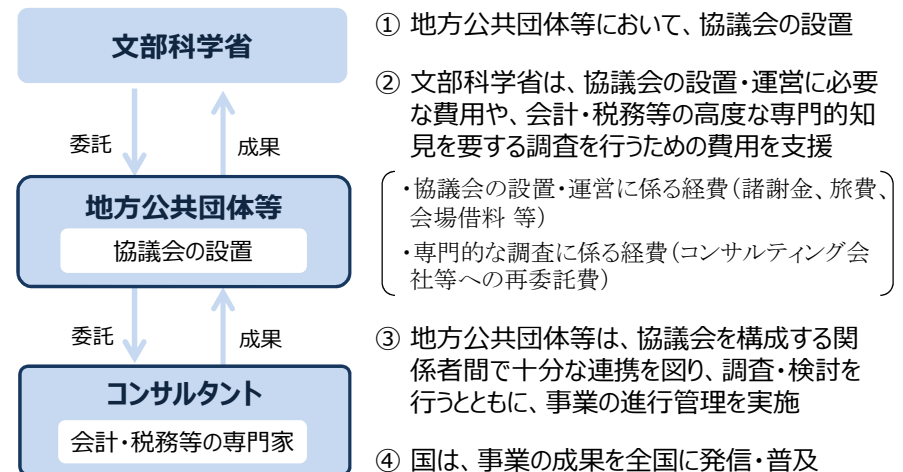 文部科学省
委託
成果
地方公共団体等
協議会の設置
委託
成果
コンサルタント
会計・税務等の専門家
① 地方公共団体等において、協議会の設置
② 文部科学省は、協議会の設置・運営に必要
な費用や、会計・税務等の高度な専門的知
見を要する調査を行うための費用を支援
・協議会の設置・運営に係る経費（諸謝金、旅費、
会場借料 等）
・専門的な調査に係る経費（コンサルティング会
社等への再委託費）
③ 地方公共団体等は、協議会を構成する関
係者間で十分な連携を図り、調査・検討を
行うとともに、事業の進行管理を実施
④ 国は、事業の成果を全国に発信・普及